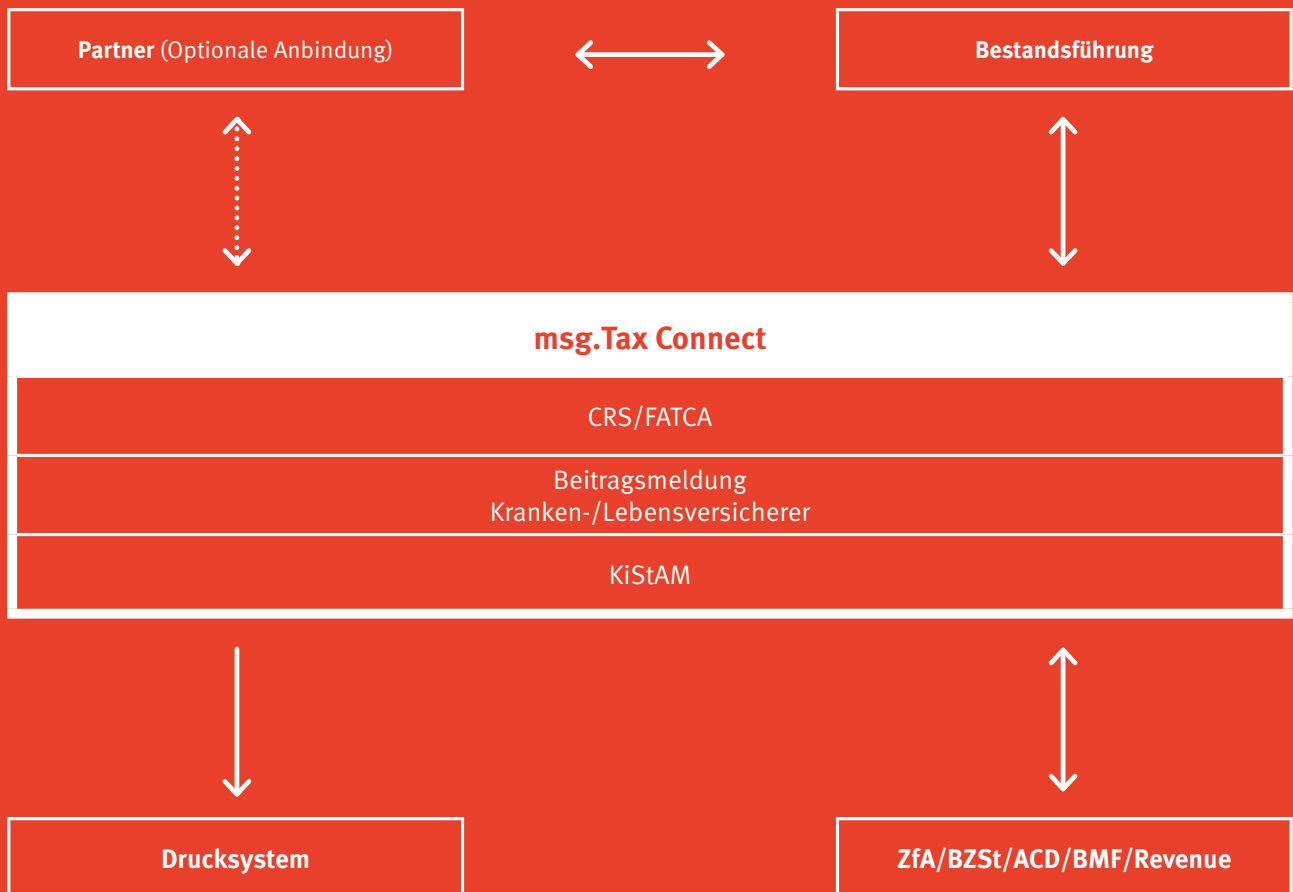 Partner (Optionale Anbindung)
Bestandsführung
msg.Tax Connect
CRS/FATCA
Beitragsmeldung
Kranken-/Lebensversicherer
KiStAM
Drucksystem
ZfA/BZSt/ACD/BMF/Revenue